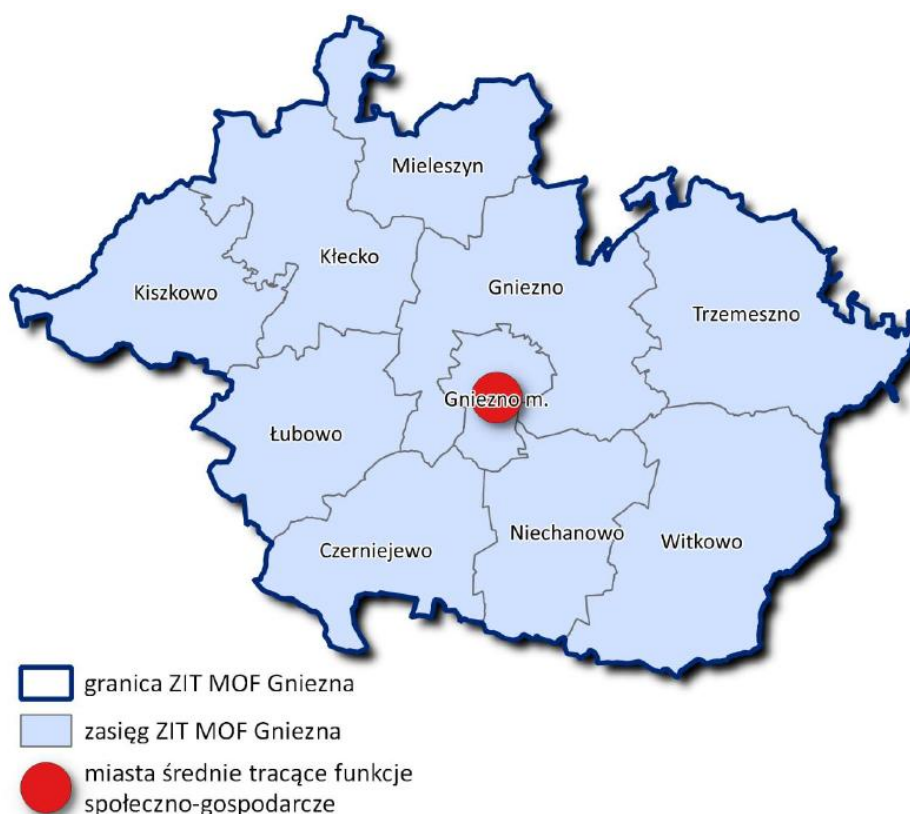 Mieleszyn
Kłecko
Gniezno
Kiszkowo
Trzemeszno
Gniezno m.
Łubowo
Niechanowo
Witkowo
Czerniejewo
granica ZIT MOF Gniezna
zasięg ZIT MOF Gniezna
miasta średnie tracące funkcje
społeczno-gospodarcze